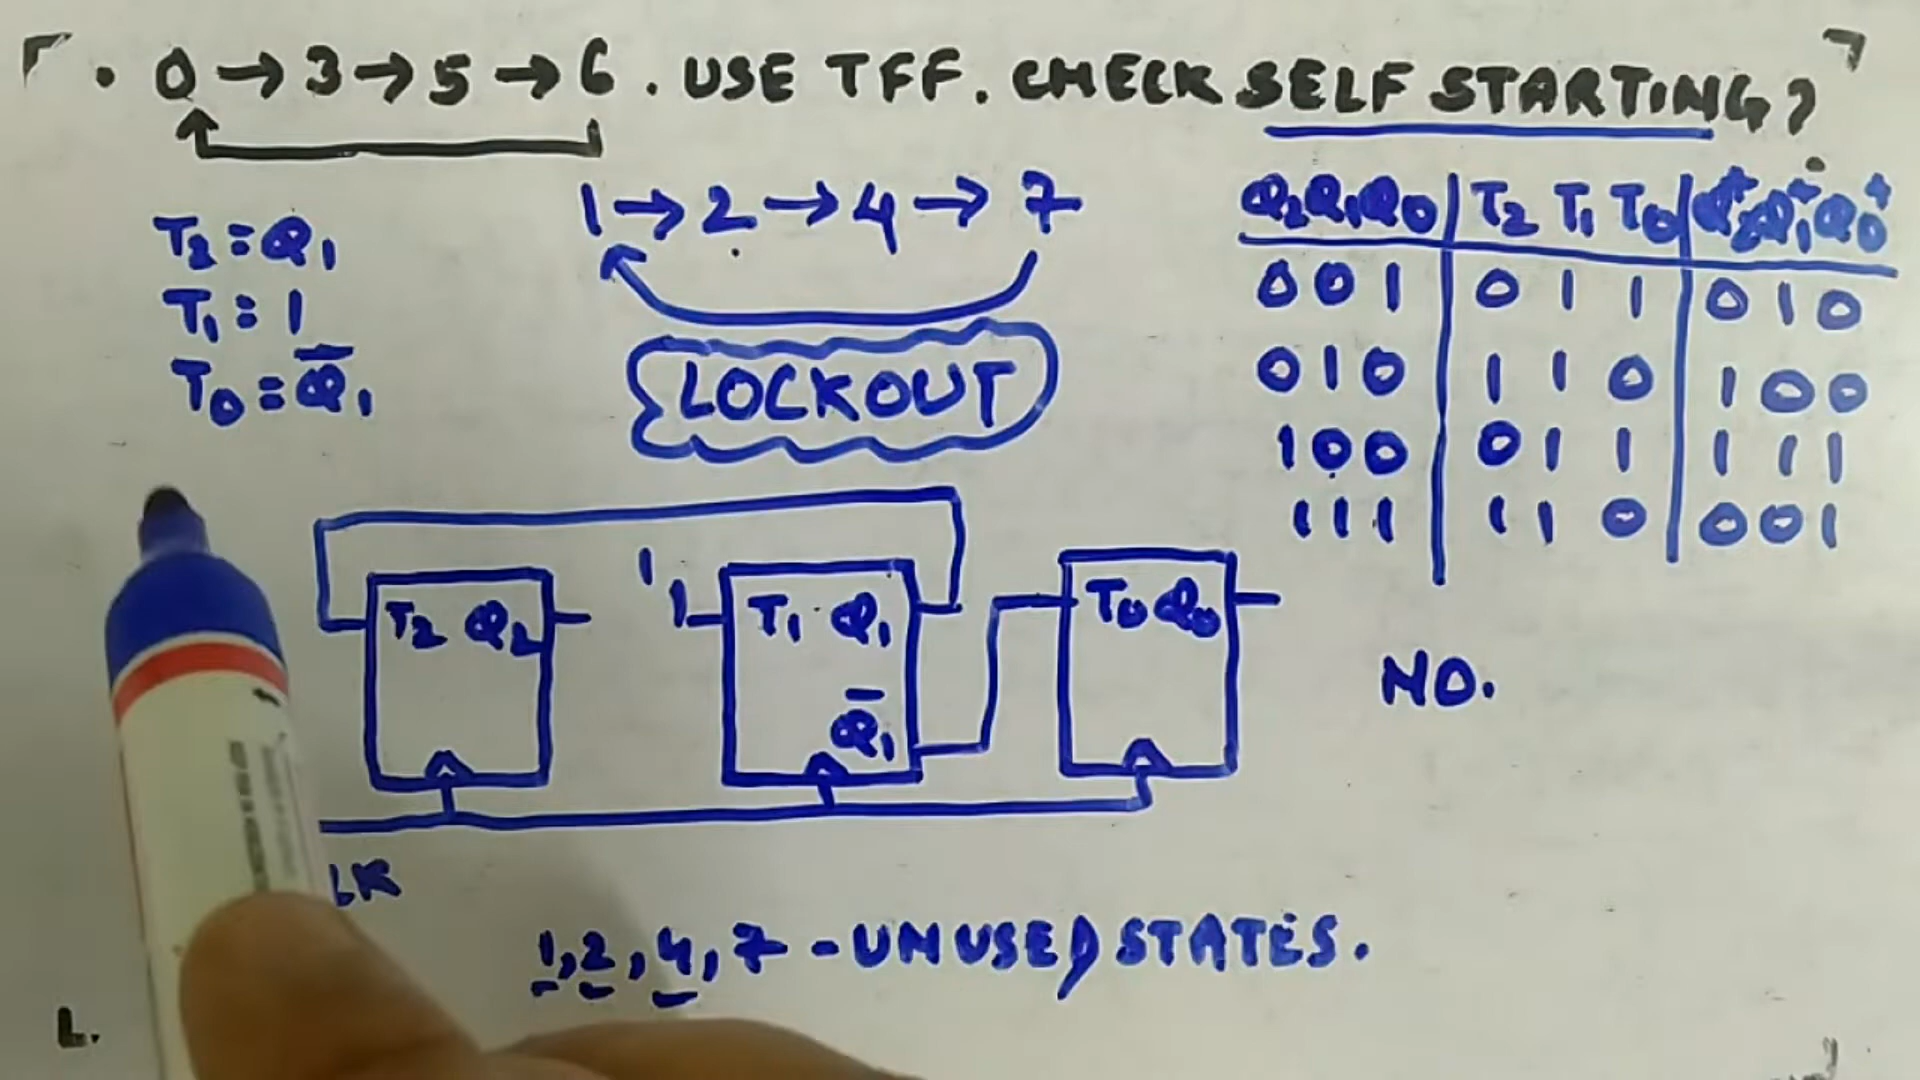 . 0 → 3 → 5 → 6 . USE TFF. CHECK SELF STARTING?
T2 = Q1
T1 = 1
T0 = Q̅1
1 → 2 → 4 → 7
LOCKOUT
Q2 Q1 Q0 | T2 T1 T0 | Q2+ Q1+ Q0+
0 0 1 | 0 1 1 | 0 1 0
0 1 0 | 1 1 0 | 1 0 0
1 0 0 | 0 1 1 | 1 1 1
1 1 1 | 1 1 0 | 0 0 1
T2 Q2 1 T1 Q1 T0 Q0
Q̅1
NO.
LK
1, 2, 4, 7 - UNUSED STATES.
L.